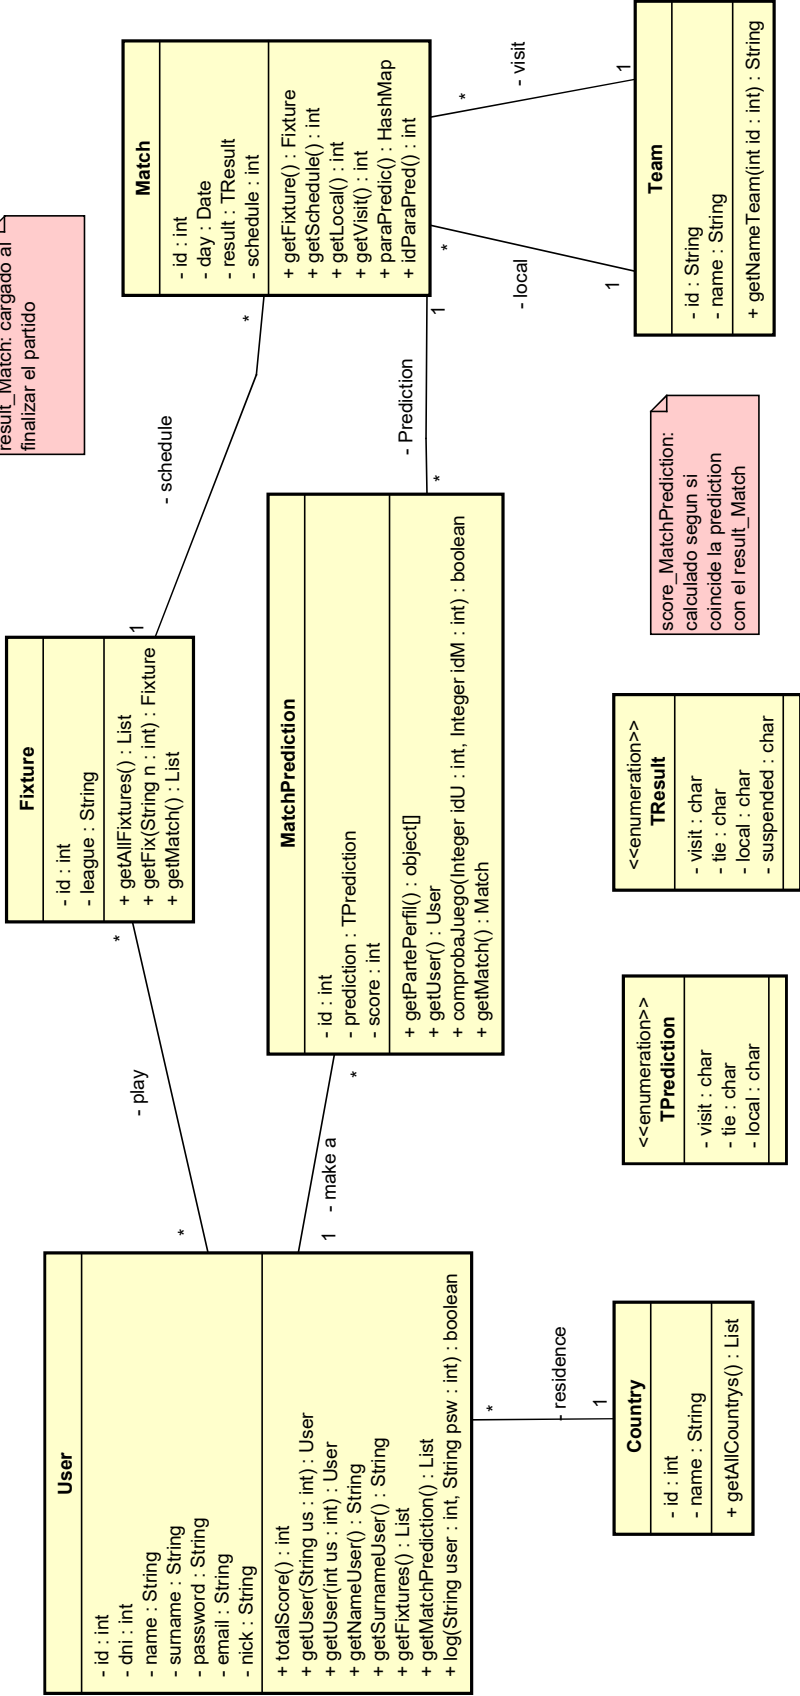 User
- id : int
- dni : int
- name : String
- surname : String
- password : String
- email : String
- nick : String
+ totalScore() : int
+ getUser(String us : int) : User
+ getUser(int us : int) : User
+ getNameUser() : String
+ getSurnameUser() : String
+ getFixtures() : List
+ getMatchPrediction() : List
+ log(String user : int, String psw : int) : boolean
*
- play
*
1
- make a
*
*
- residence
1
Country
- id : int
- name : String
+ getAllCountrys() : List
Fixture
- id : int
- league : String
+ getAllFixtures() : List
+ getFix(String n : int) : Fixture
+ getMatch() : List
1
- schedule
*
MatchPrediction
- id : int
- prediction : TPrediction
- score : int
+ getPartePerfil() : object[]
+ getUser() : User
+ comprobaJuego(Integer idU : int, Integer idM : int) : boolean
+ getMatch() : Match
*
- Prediction
1
<<enumeration>>
TPrediction
- visit : char
- tie : char
- local : char
<<enumeration>>
TResult
- visit : char
- tie : char
- local : char
- suspended : char
score_MatchPrediction:
calculado segun si
coincide la prediction
con el result_Match
result_Match: cargado al
finalizar el partido
Match
- id : int
- day : Date
- result : TResult
- schedule : int
+ getFixture() : Fixture
+ getSchedule() : int
+ getLocal() : int
+ getVisit() : int
+ paraPredic() : HashMap
+ idParaPred() : int
*
- local
1
*
- visit
1
Team
- id : String
- name : String
+ getNameTeam(int id : int) : String